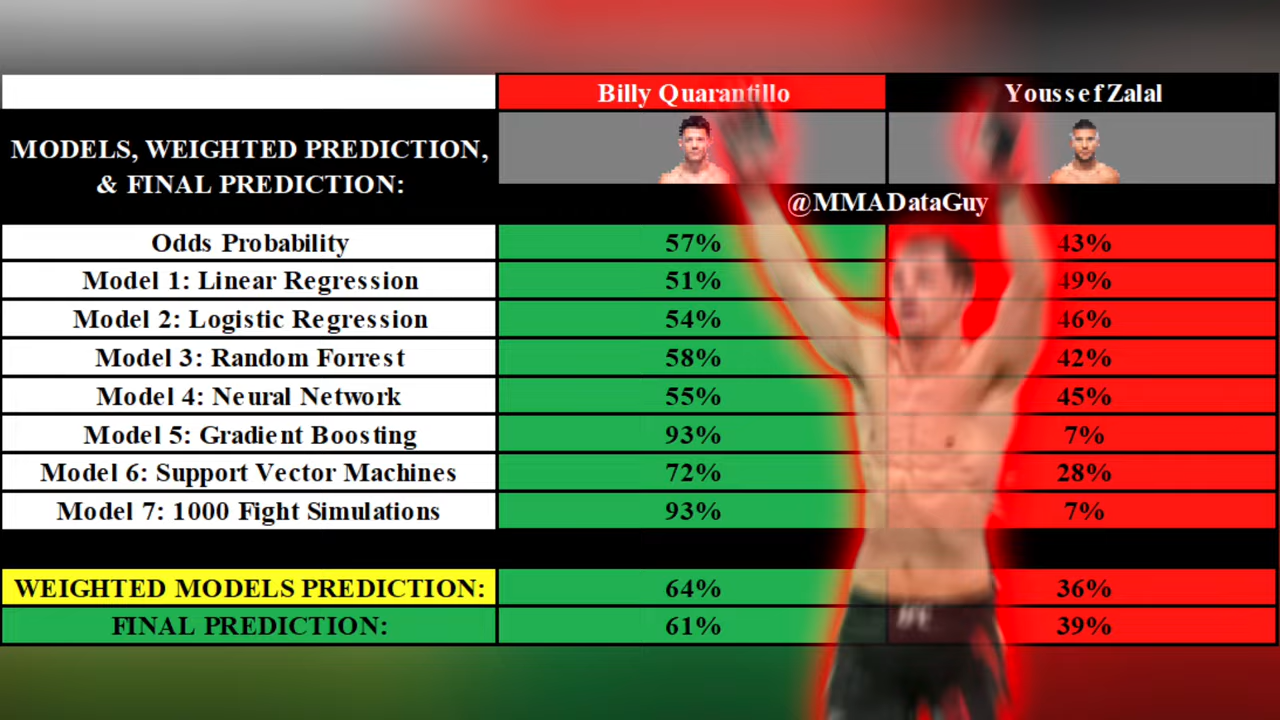 Billy Quarantillo Youssef Zalal
MODELS, WEIGHTED PREDICTION,
& FINAL PREDICTION:
@MMADataGuy
Odds Probability 57% 43%
Model 1: Linear Regression 51% 49%
Model 2: Logistic Regression 54% 46%
Model 3: Random Forrest 58% 42%
Model 4: Neural Network 55% 45%
Model 5: Gradient Boosting 93% 7%
Model 6: Support Vector Machines 72% 28%
Model 7: 1000 Fight Simulations 93% 7%
WEIGHTED MODELS PREDICTION: 64% 36%
FINAL PREDICTION: 61% 39%